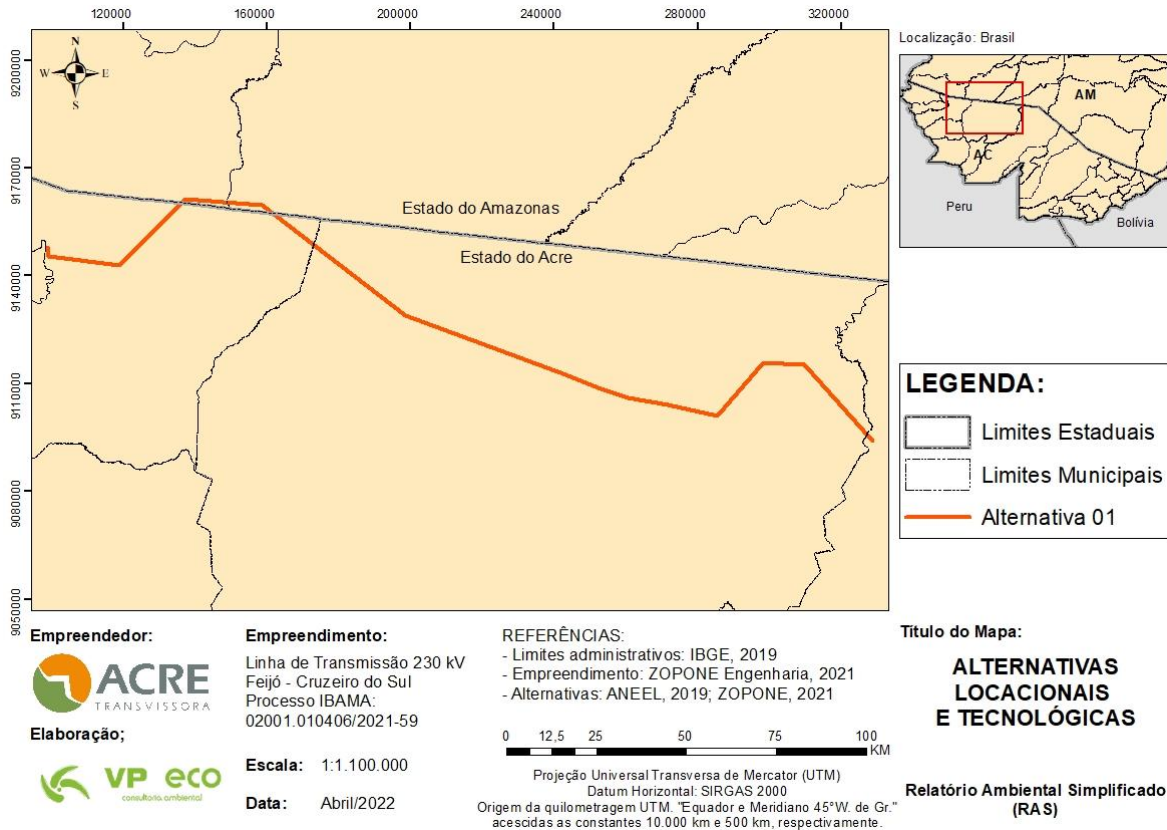 120000 160000 200000 240000 280000 320000
9200000
9170000
9140000
9110000
9080000
9050000
N
W E
S
Estado do Amazonas
Estado do Acre
Localização: Brasil
AM
AC
Peru
Bolívia
LEGENDA:
Limites Estaduais
Limites Municipais
Alternativa 01
Empreendedor:
ACRE
TRANSVISSORA
Elaboração;
VP eco
consultoria ambiental
Empreendimento:
Linha de Transmissão 230 kV
Feijó - Cruzeiro do Sul
Processo IBAMA:
02001.010406/2021-59
Escala: 1:1.100.000
Data: Abril/2022
REFERÊNCIAS:
- Limites administrativos: IBGE, 2019
- Empreendimento: ZOPONE Engenharia, 2021
- Alternativas: ANEEL, 2019; ZOPONE, 2021
0 12,5 25 50 75 100
KM
Projeção Universal Transversa de Mercator (UTM)
Datum Horizontal: SIRGAS 2000
Origem da quilometragem UTM. "Equador e Meridiano 45°W. de Gr."
acescidas as constantes 10.000 km e 500 km, respectivamente.
Titulo do Mapa:
ALTERNATIVAS
LOCACIONAIS
E TECNOLÓGICAS
Relatório Ambiental Simplificado
(RAS)